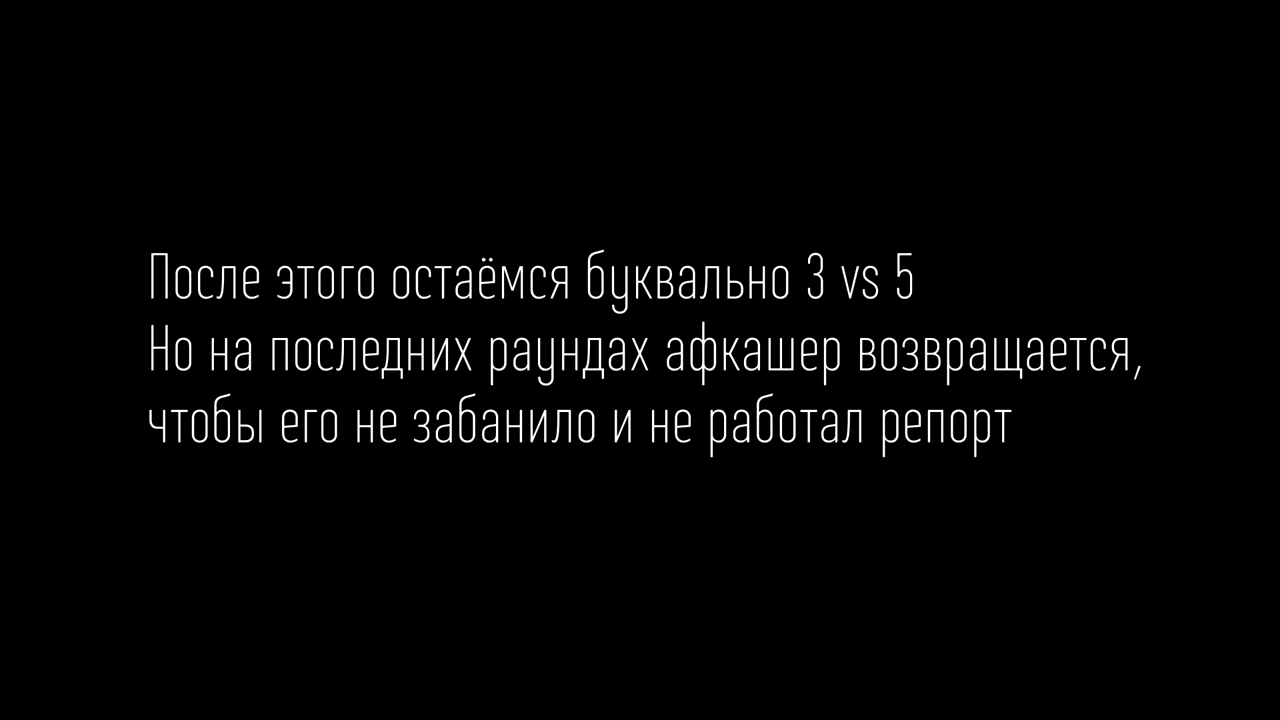 После этого остаёмся буквально 3 vs 5
Но на последних раундах афкашер возвращается,
чтобы его не забанило и не работал репорт